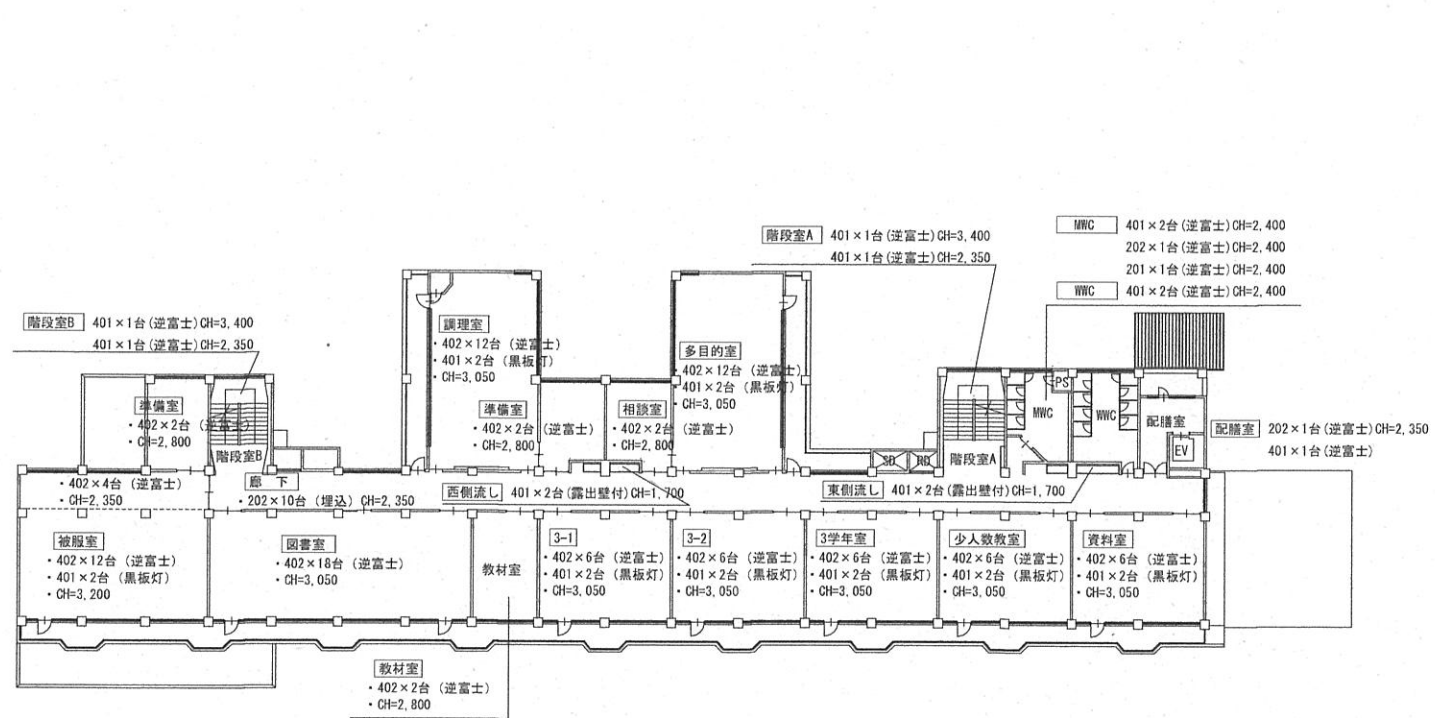 MWC 401×2台(逆富士)CH=2,400
202×1台(逆富士)CH=2,400
201×1台(逆富士)CH=2,400
WWC 401×2台(逆富士)CH=2,400
階段室A 401×1台(逆富士)CH=3,400
401×1台(逆富士)CH=2,350
階段室B 401×1台(逆富士)CH=3,400
401×1台(逆富士)CH=2,350
調理室
・402×12台(逆富士)
・401×2台(黒板灯)
・CH=3,050
多目的室
・402×12台(逆富士)
・401×2台(黒板灯)
・CH=3,050
準備室
・402×2台(逆富士)
・CH=2,800
階段室B
準備室
・402×2台(逆富士)
・CH=2,800
相談室
・402×2台(逆富士)
・CH=2,800
SD
RD
階段室A
MWC
PS
WWC
配膳室
EV
配膳室 202×1台(逆富士)CH=2,350
401×1台(逆富士)
・402×4台(逆富士)
・CH=2,350
廊下
・202×10台(埋込)CH=2,350
西側流し 401×2台(露出壁付)CH=1,700
東側流し 401×2台(露出壁付)CH=1,700
被服室
・402×12台(逆富士)
・401×2台(黒板灯)
・CH=3,200
図書室
・402×18台(逆富士)
・CH=3,050
教材室
3-1
・402×6台(逆富士)
・401×2台(黒板灯)
・CH=3,050
3-2
・402×6台(逆富士)
・401×2台(黒板灯)
・CH=3,050
3学年室
・402×6台(逆富士)
・401×2台(黒板灯)
・CH=3,050
少人数教室
・402×6台(逆富士)
・401×2台(黒板灯)
・CH=3,050
資料室
・402×6台(逆富士)
・401×2台(黒板灯)
・CH=3,050
教材室
・402×2台(逆富士)
・CH=2,800